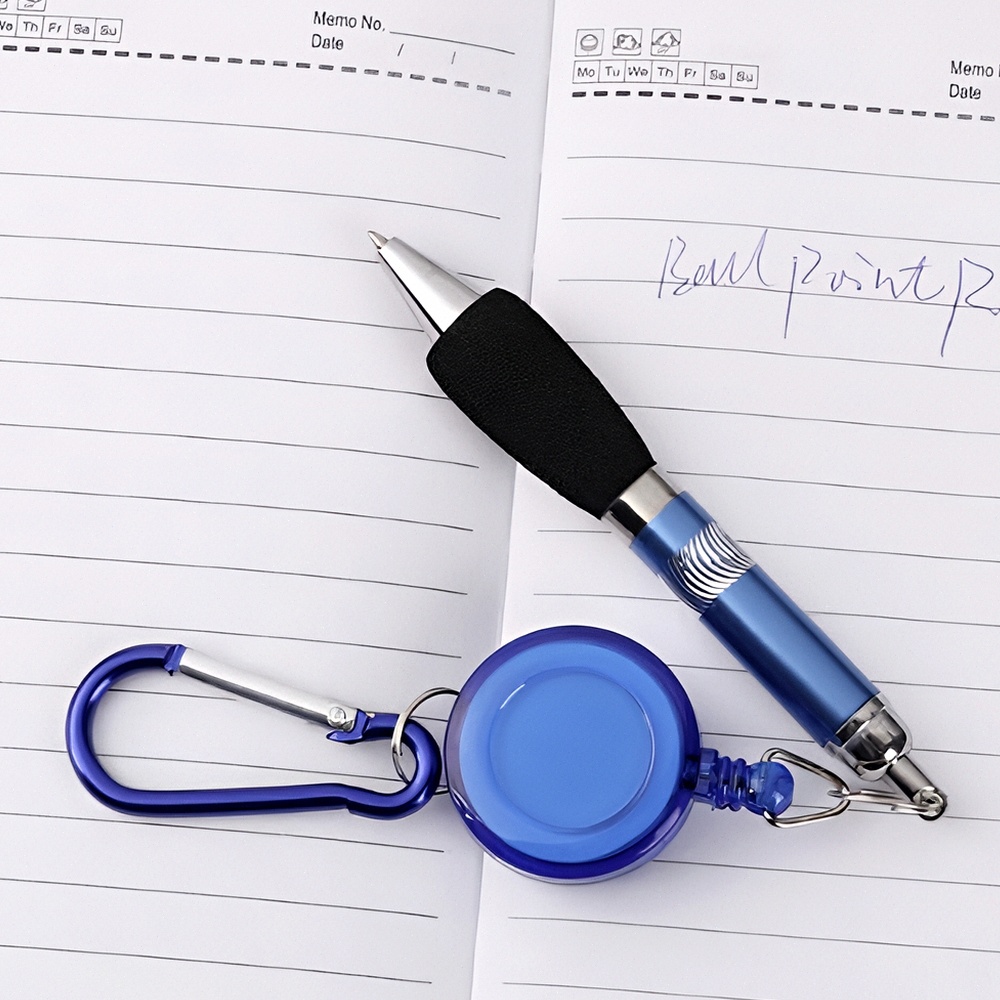 We Th Fr Sa Su
Memo No.
Date / /
Mo Tu We Th Fr Sa Su
Memo
Date
Ball Point P